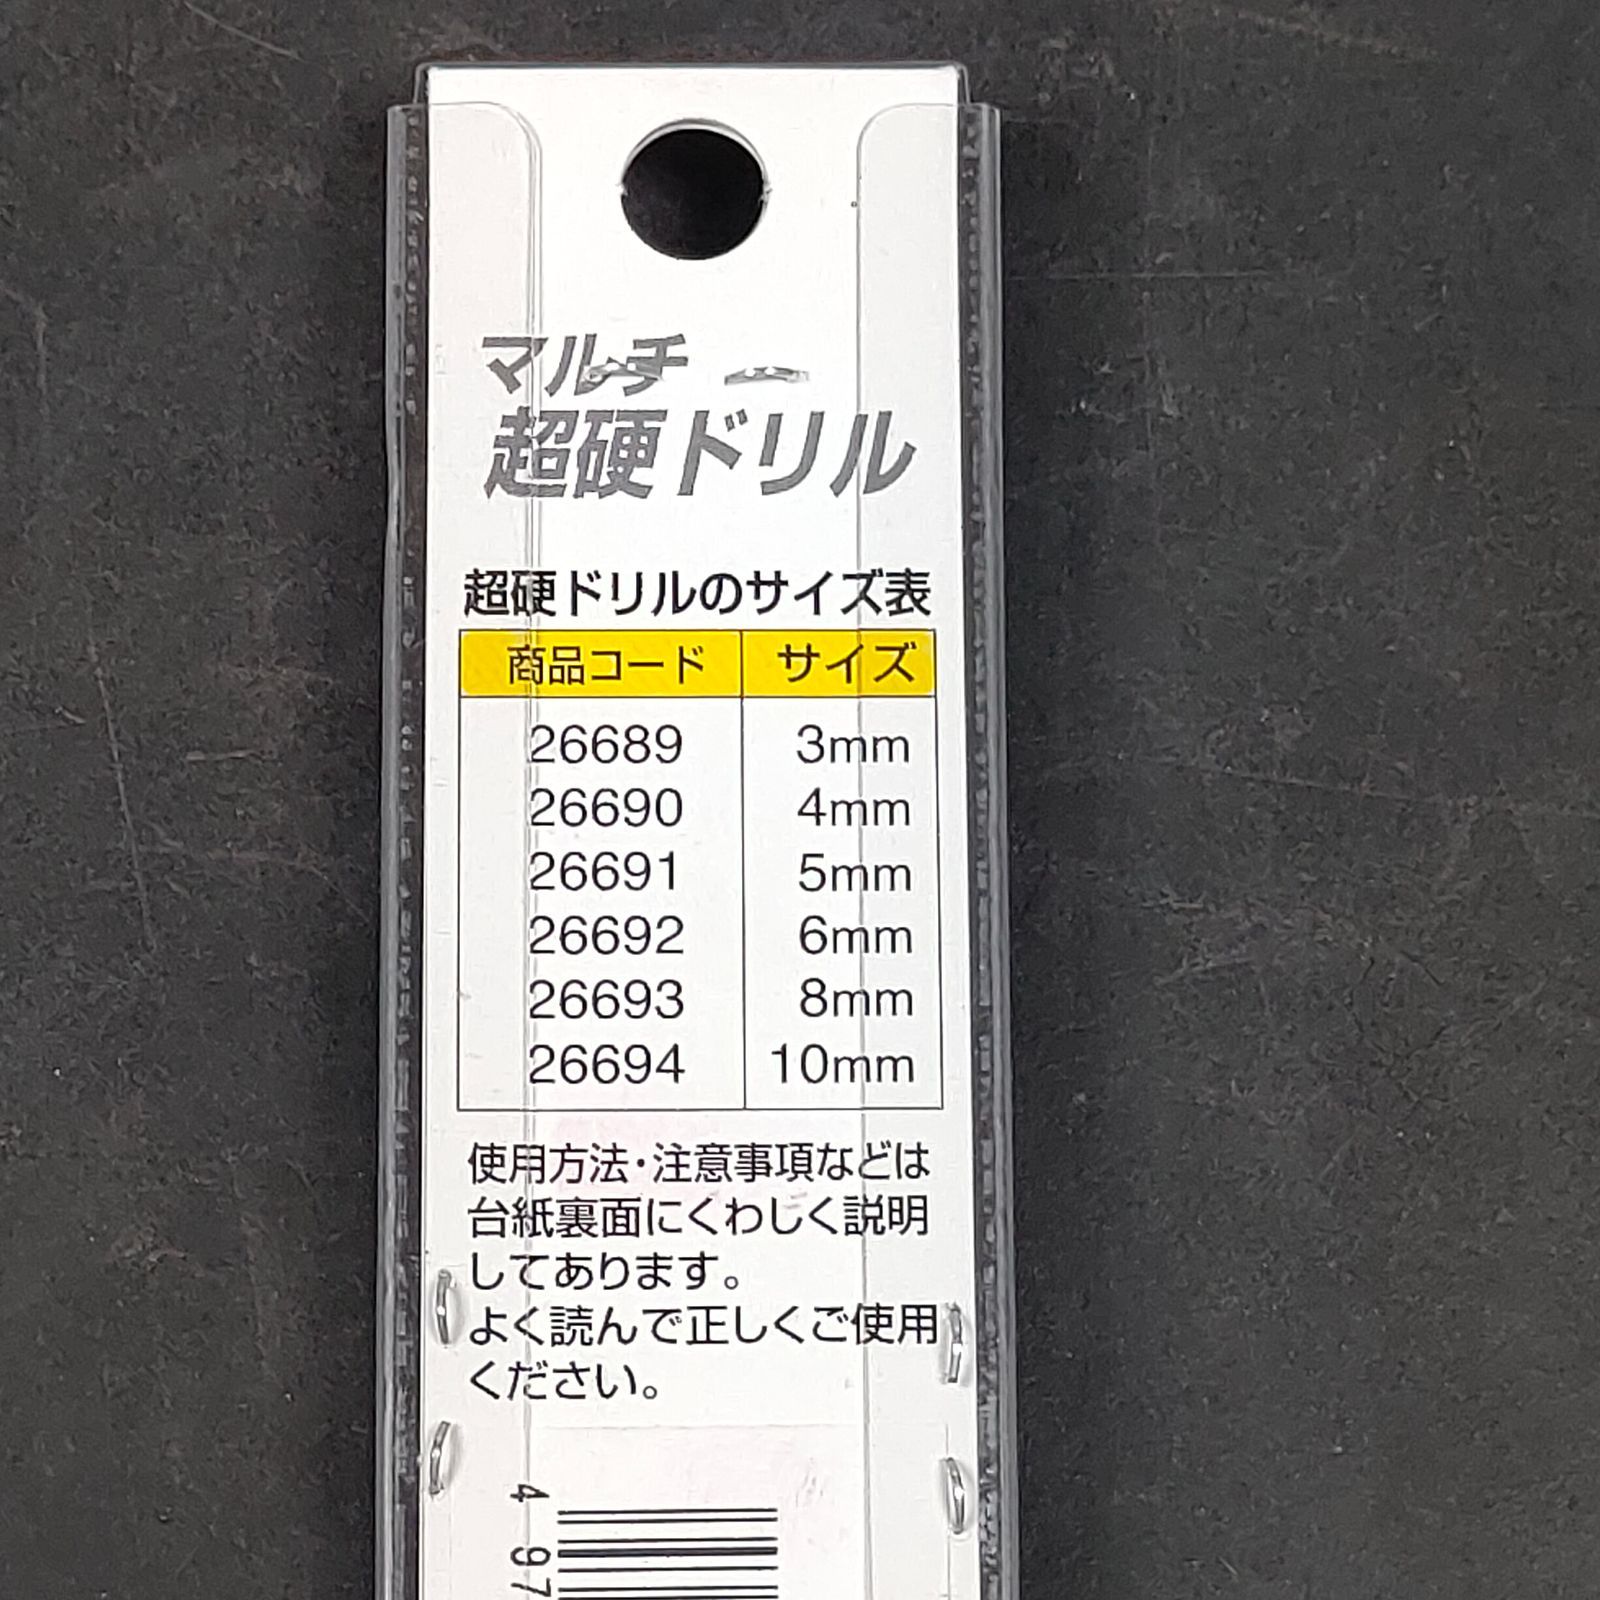 マルチ
超硬ドリル
超硬ドリルのサイズ表
商品コード サイズ
26689 3mm
26690 4mm
26691 5mm
26692 6mm
26693 8mm
26694 10mm
使用方法・注意事項などは
台紙裏面にくわしく説明
してあります。
よく読んで正しくご使用
ください。
4 97